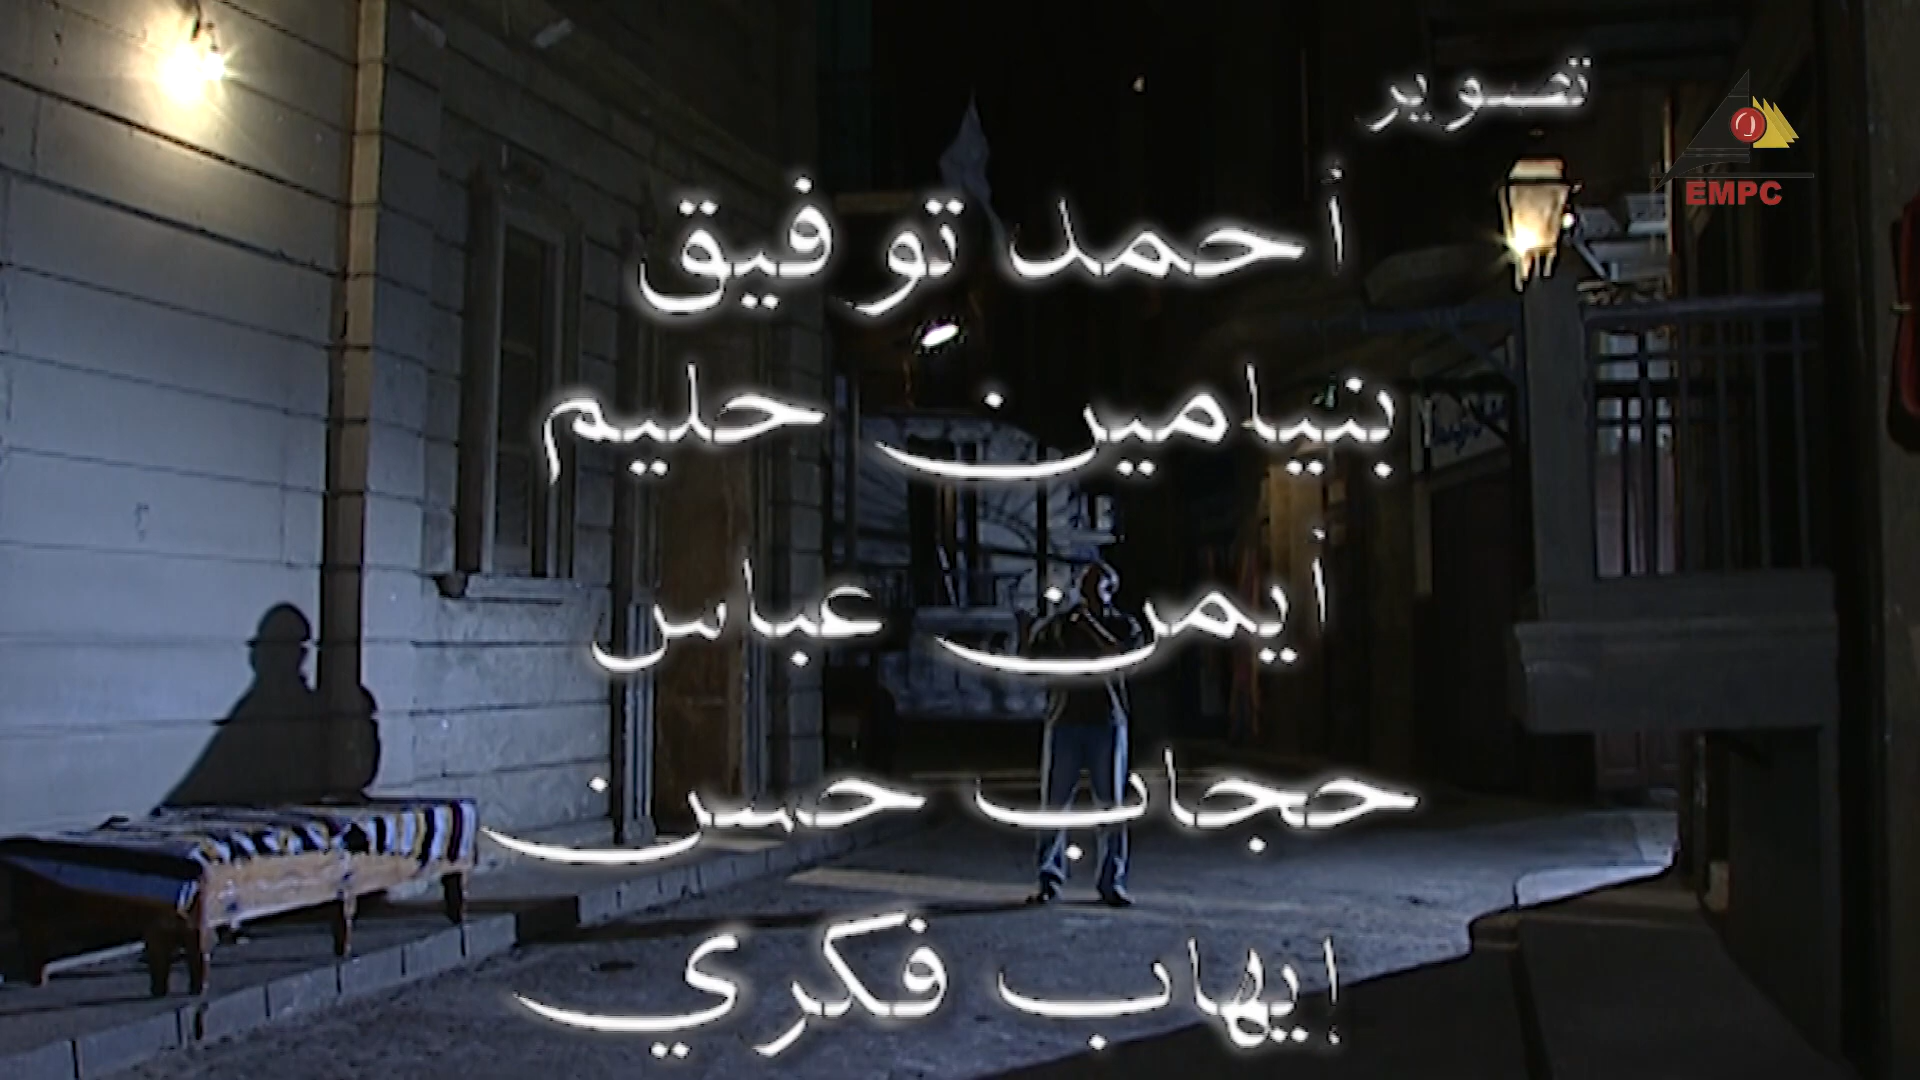 تصوير
EMPC
أحمد توفيق
بنيامين حليم
أيمن عباس
حجاب حسن
إيهاب فكري